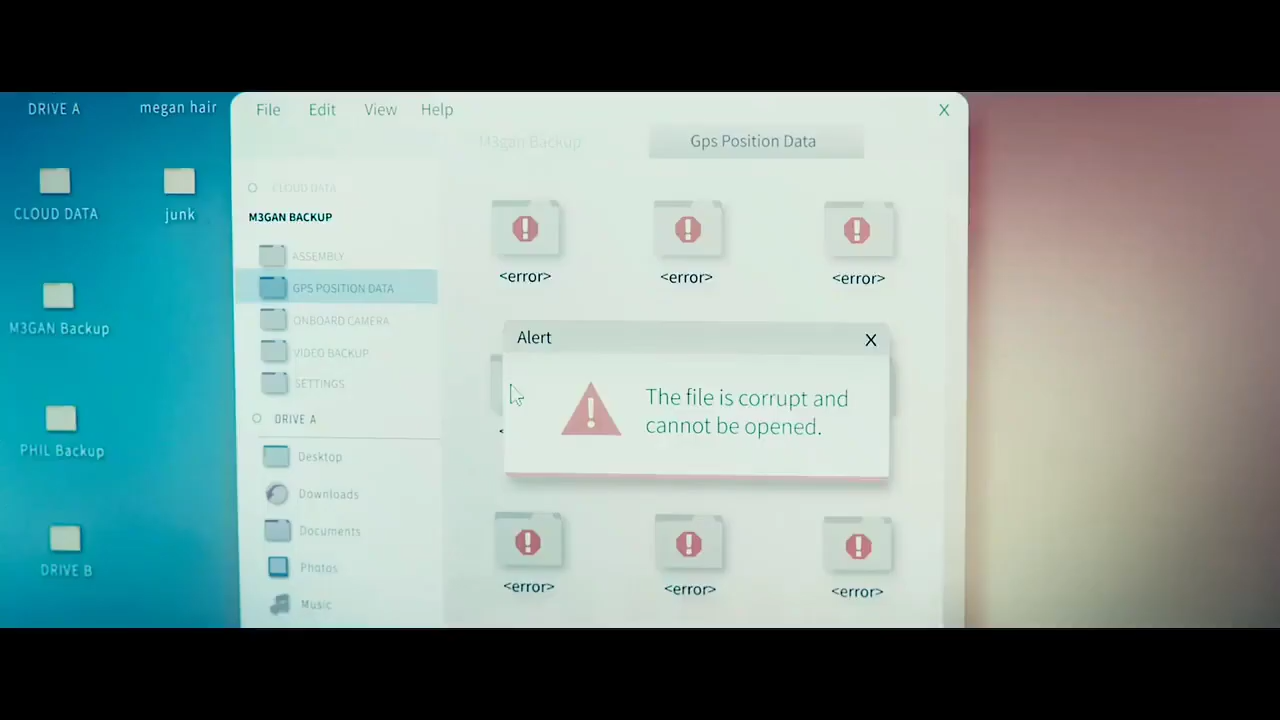 DRIVE A
megan hair
CLOUD DATA
junk
M3GAN Backup
PHIL Backup
DRIVE B
File Edit View Help X
M3gan Backup
Gps Position Data
CLOUD DATA
M3GAN BACKUP
ASSEMBLY
GPS POSITION DATA
ONBOARD CAMERA
VIDEO BACKUP
SETTINGS
DRIVE A
Desktop
Downloads
Documents
Photos
Music
<error> <error> <error>
Alert X
The file is corrupt and
cannot be opened.
<
<error> <error> <error>